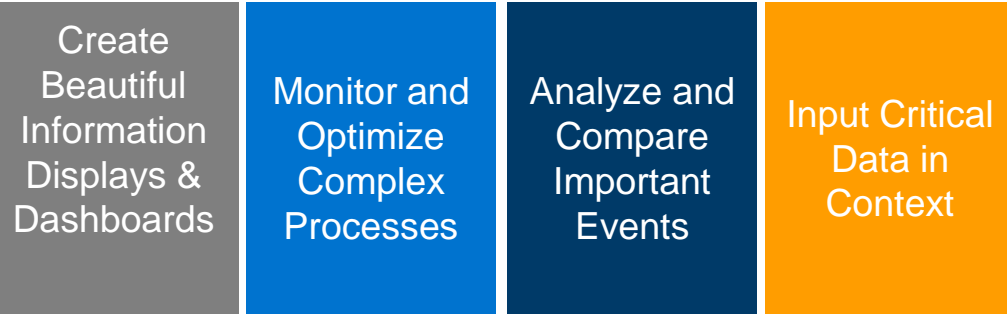 Create
Beautiful
Information
Displays &
Dashboards
Monitor and
Optimize
Complex
Processes
Analyze and
Compare
Important
Events
Input Critical
Data in
Context